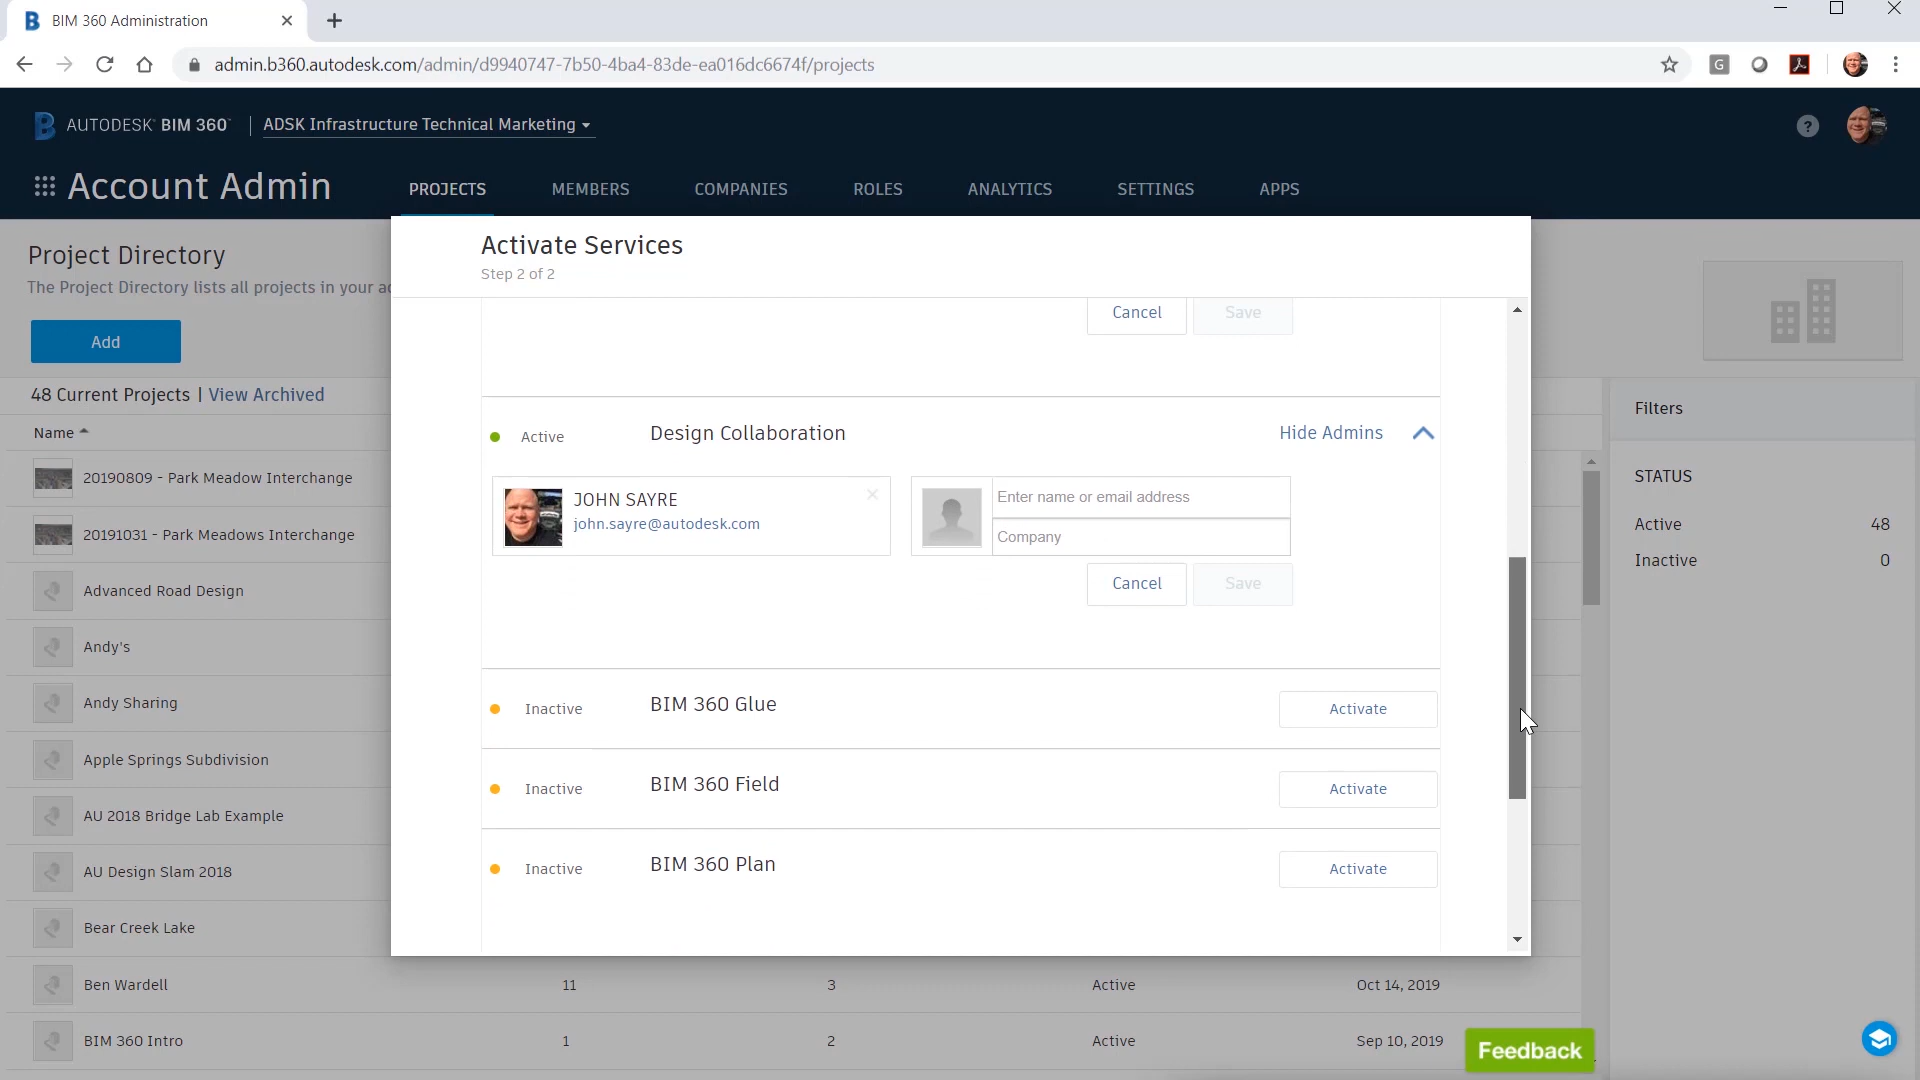 BIM 360 Administration
admin.b360.autodesk.com/admin/d9940747-7b50-4ba4-83de-ea016dc6674f/projects
G
AUTODESK® BIM 360™
ADSK Infrastructure Technical Marketing
?
Account Admin
PROJECTS
MEMBERS
COMPANIES
ROLES
ANALYTICS
SETTINGS
APPS
Project Directory
The Project Directory lists all projects in your
Add
48 Current Projects | View Archived
Name
20190809 - Park Meadow Interchange
20191031 - Park Meadows Interchange
Advanced Road Design
Andy's
Andy Sharing
Apple Springs Subdivision
AU 2018 Bridge Lab Example
AU Design Slam 2018
Bear Creek Lake
Ben Wardell 11 3 Active Oct 14, 2019
BIM 360 Intro 1 2 Active Sep 10, 2019
Activate Services
Step 2 of 2
Cancel Save
Active Design Collaboration Hide Admins
JOHN SAYRE
john.sayre@autodesk.com
Enter name or email address
Company
Cancel Save
Inactive BIM 360 Glue Activate
Inactive BIM 360 Field Activate
Inactive BIM 360 Plan Activate
Filters
STATUS
Active 48
Inactive 0
Feedback